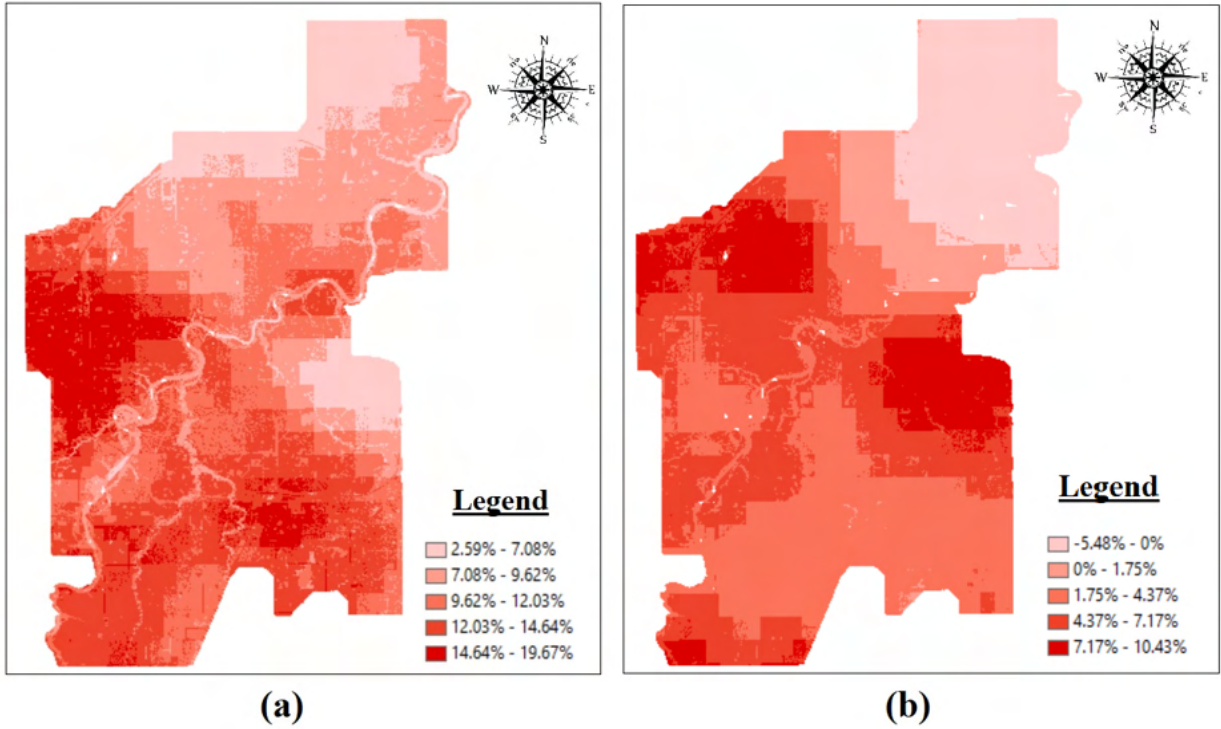 N
W E
S
Legend
2.59% - 7.08%
7.08% - 9.62%
9.62% - 12.03%
12.03% - 14.64%
14.64% - 19.67%
(a)
N
W E
S
Legend
-5.48% - 0%
0% - 1.75%
1.75% - 4.37%
4.37% - 7.17%
7.17% - 10.43%
(b)